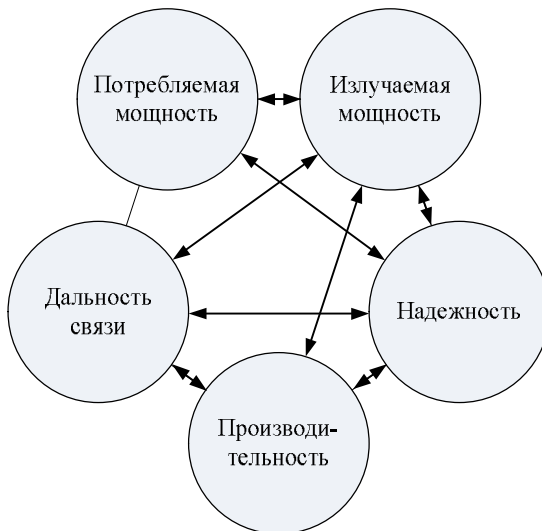 Потребляемая
мощность
Излучаемая
мощность
Дальность
связи
Надежность
Производи-
тельность